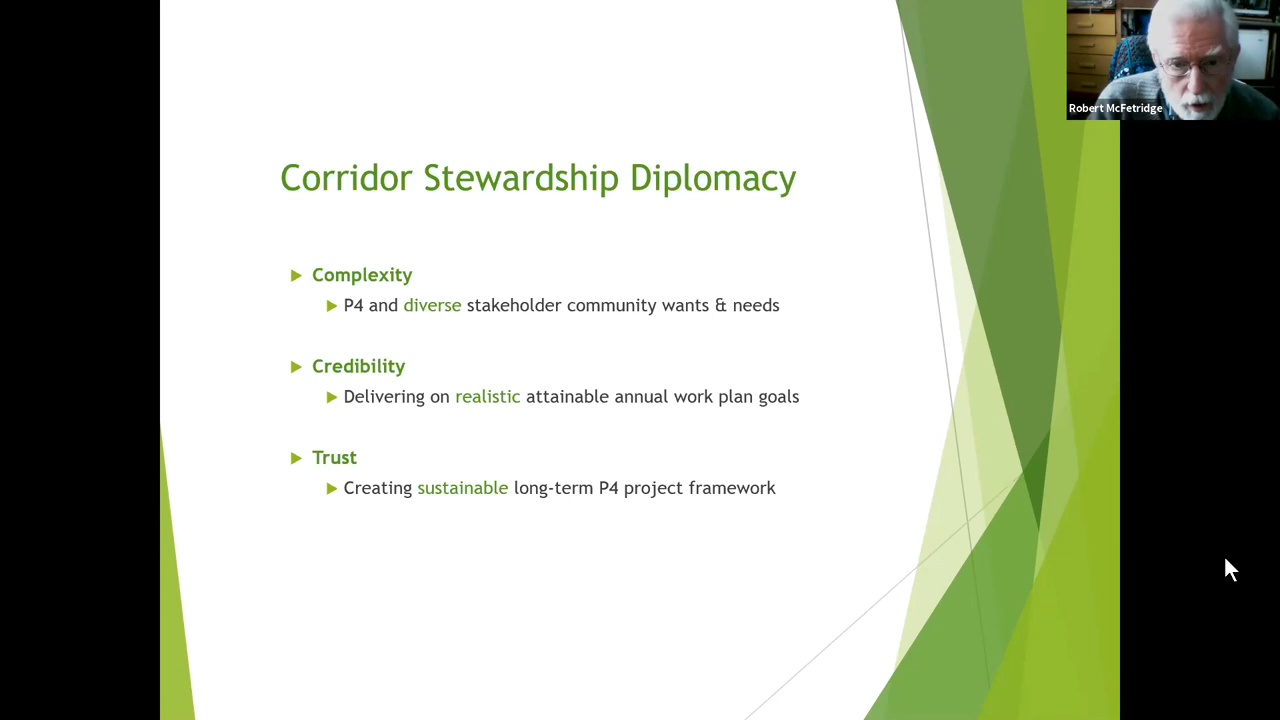 Corridor Stewardship Diplomacy
Complexity
P4 and diverse stakeholder community wants & needs
Credibility
Delivering on realistic attainable annual work plan goals
Trust
Creating sustainable long-term P4 project framework
Robert McFetridge